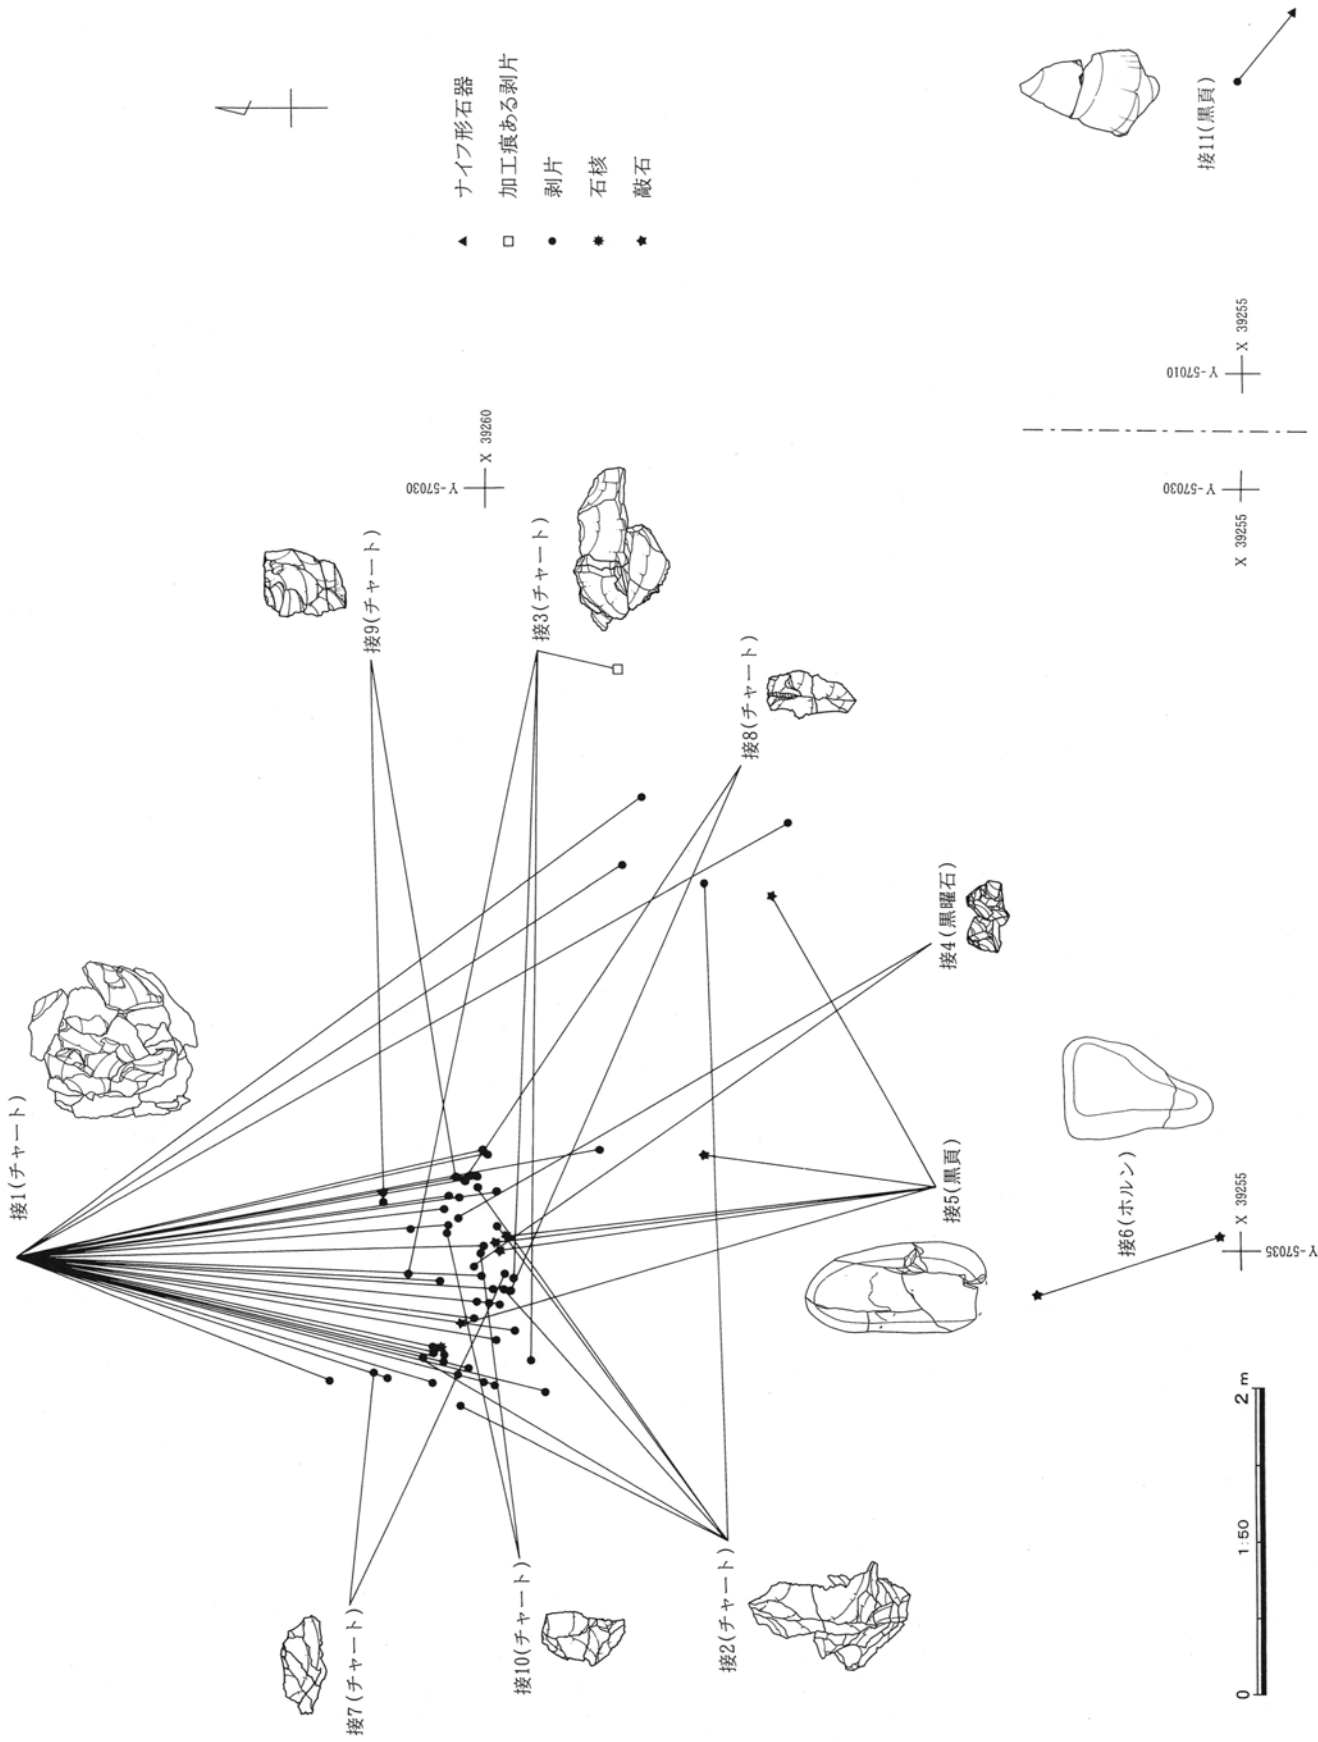 接1(チャート)
接9(チャート)
接3(チャート)
接8(チャート)
接4(黒曜石)
接5(黒頁)
接6(ホルン)
接7(チャート)
接10(チャート)
接2(チャート)
接11(黒頁)
ナイフ形石器
加工痕ある剥片
剥片
石核
敲石
Y-57030
X 39260
Y-57030
X 39255
Y-57010
X 39255
X 39255
Y-57035
0
1:50
2 m